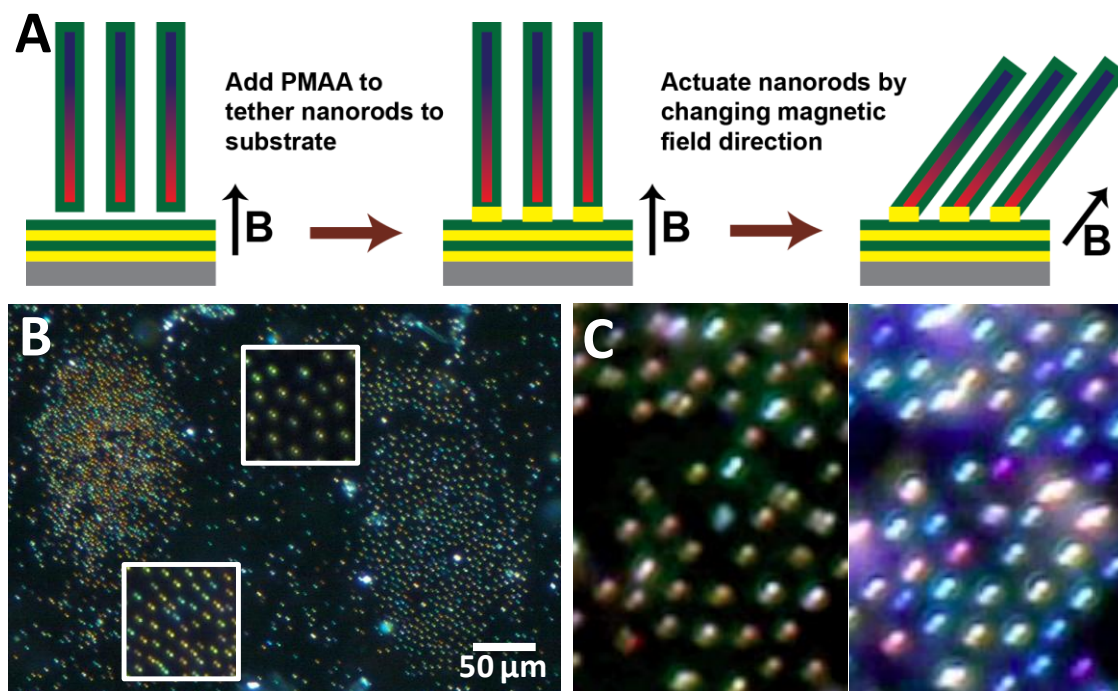 A
Add PMAA to
tether nanorods to
substrate
B
Actuate nanorods by
changing magnetic
field direction
B
B
B
50 µm
C